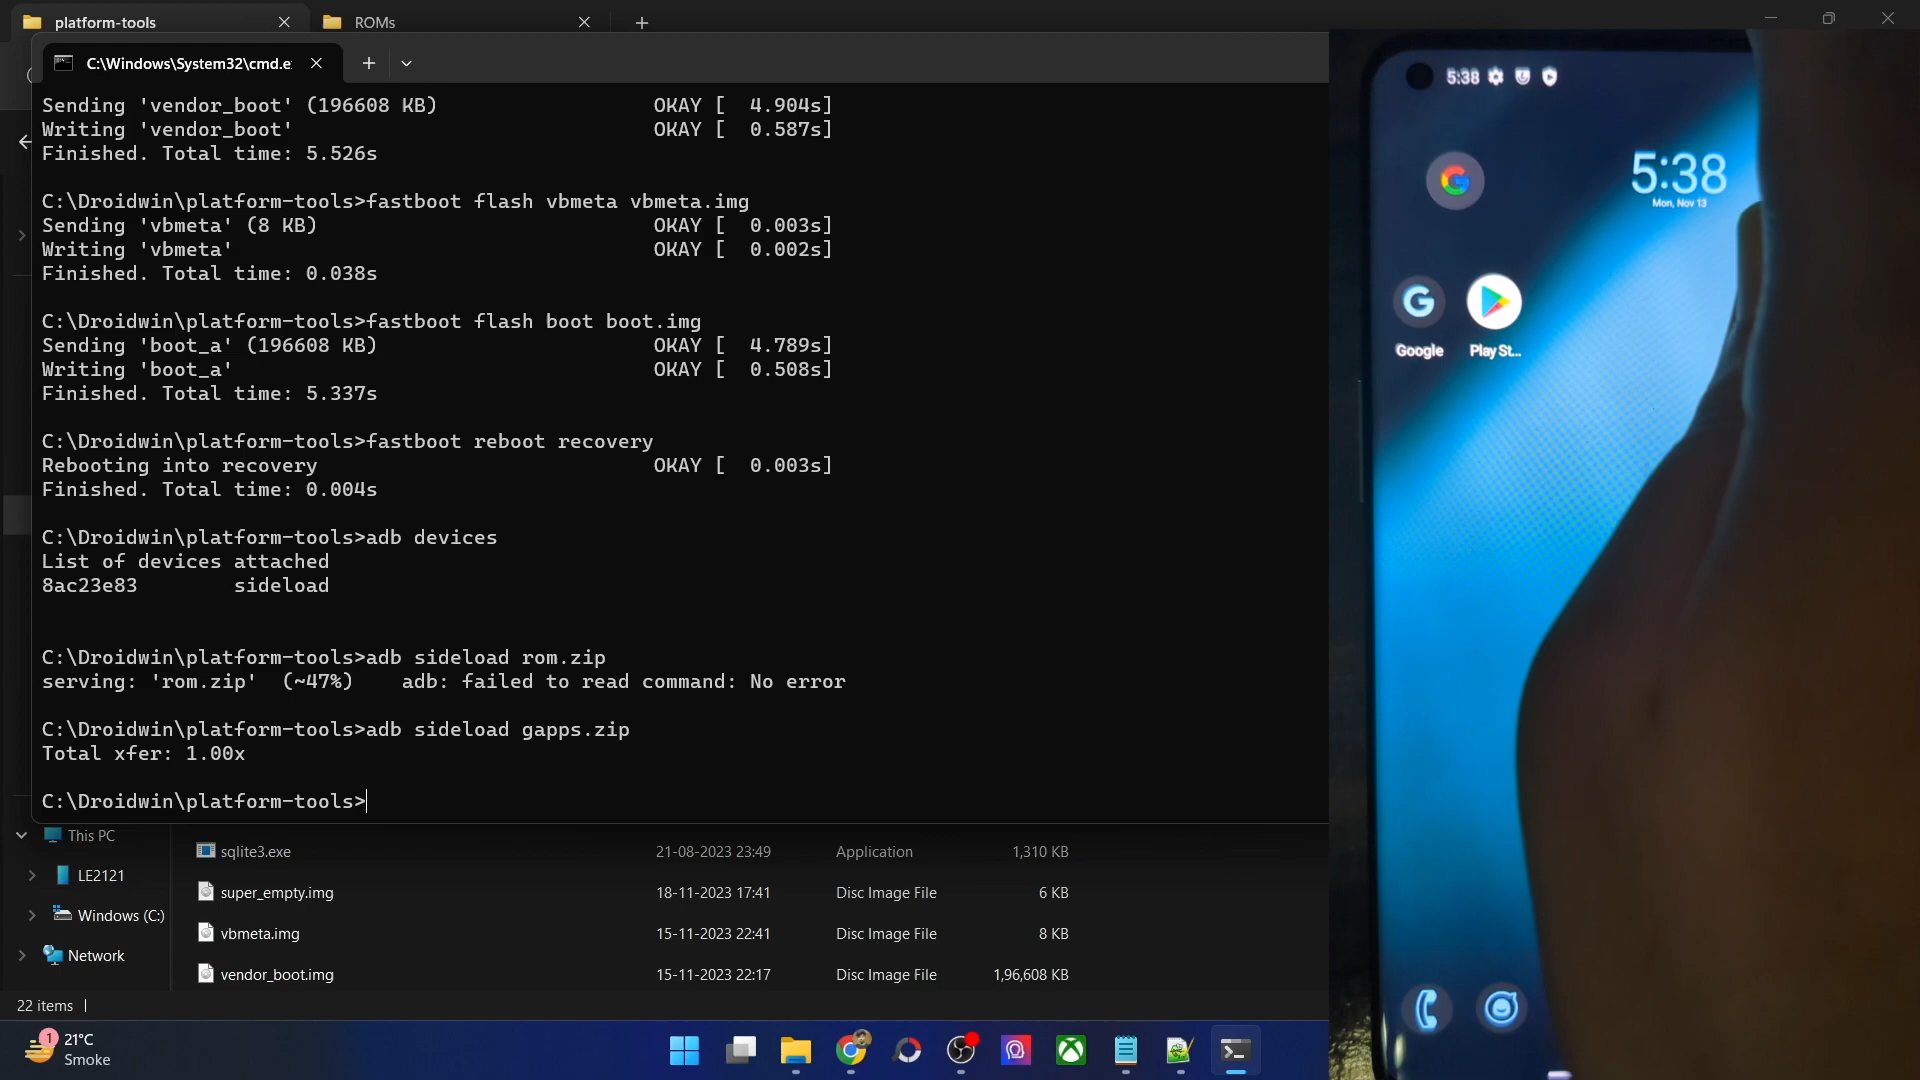 platform-tools
ROMs
C:\Windows\System32\cmd.e
Sending 'vendor_boot' (196608 KB) OKAY [ 4.904s]
Writing 'vendor_boot' OKAY [ 0.587s]
Finished. Total time: 5.526s
C:\Droidwin\platform-tools>fastboot flash vbmeta vbmeta.img
Sending 'vbmeta' (8 KB) OKAY [ 0.003s]
Writing 'vbmeta' OKAY [ 0.002s]
Finished. Total time: 0.038s
C:\Droidwin\platform-tools>fastboot flash boot boot.img
Sending 'boot_a' (196608 KB) OKAY [ 4.789s]
Writing 'boot_a' OKAY [ 0.508s]
Finished. Total time: 5.337s
C:\Droidwin\platform-tools>fastboot reboot recovery
Rebooting into recovery OKAY [ 0.003s]
Finished. Total time: 0.004s
C:\Droidwin\platform-tools>adb devices
List of devices attached
8ac23e83 sideload
C:\Droidwin\platform-tools>adb sideload rom.zip
serving: 'rom.zip' (~47%) adb: failed to read command: No error
C:\Droidwin\platform-tools>adb sideload gapps.zip
Total xfer: 1.00x
C:\Droidwin\platform-tools>
This PC
LE2121
Windows (C:)
Network
sqlite3.exe 21-08-2023 23:49 Application 1,310 KB
super_empty.img 18-11-2023 17:41 Disc Image File 6 KB
vbmeta.img 15-11-2023 22:41 Disc Image File 8 KB
vendor_boot.img 15-11-2023 22:17 Disc Image File 1,96,608 KB
22 items
1
21°C
Smoke
5:38
5:38
Mon, Nov 13
Google
Play St...